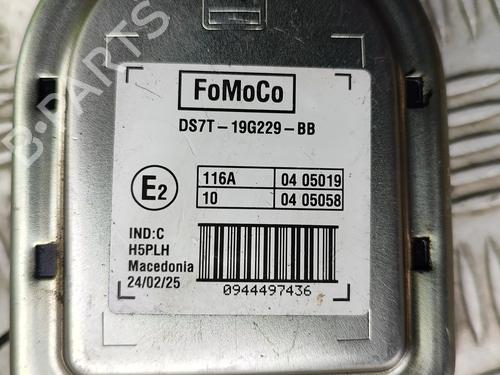 B-PARTS
FoMoCo
DS7T-19G229-BB
E2
116A 04 05019
10 04 05058
IND:C
H5PLH
Macedonia
24/02/25
0944497436